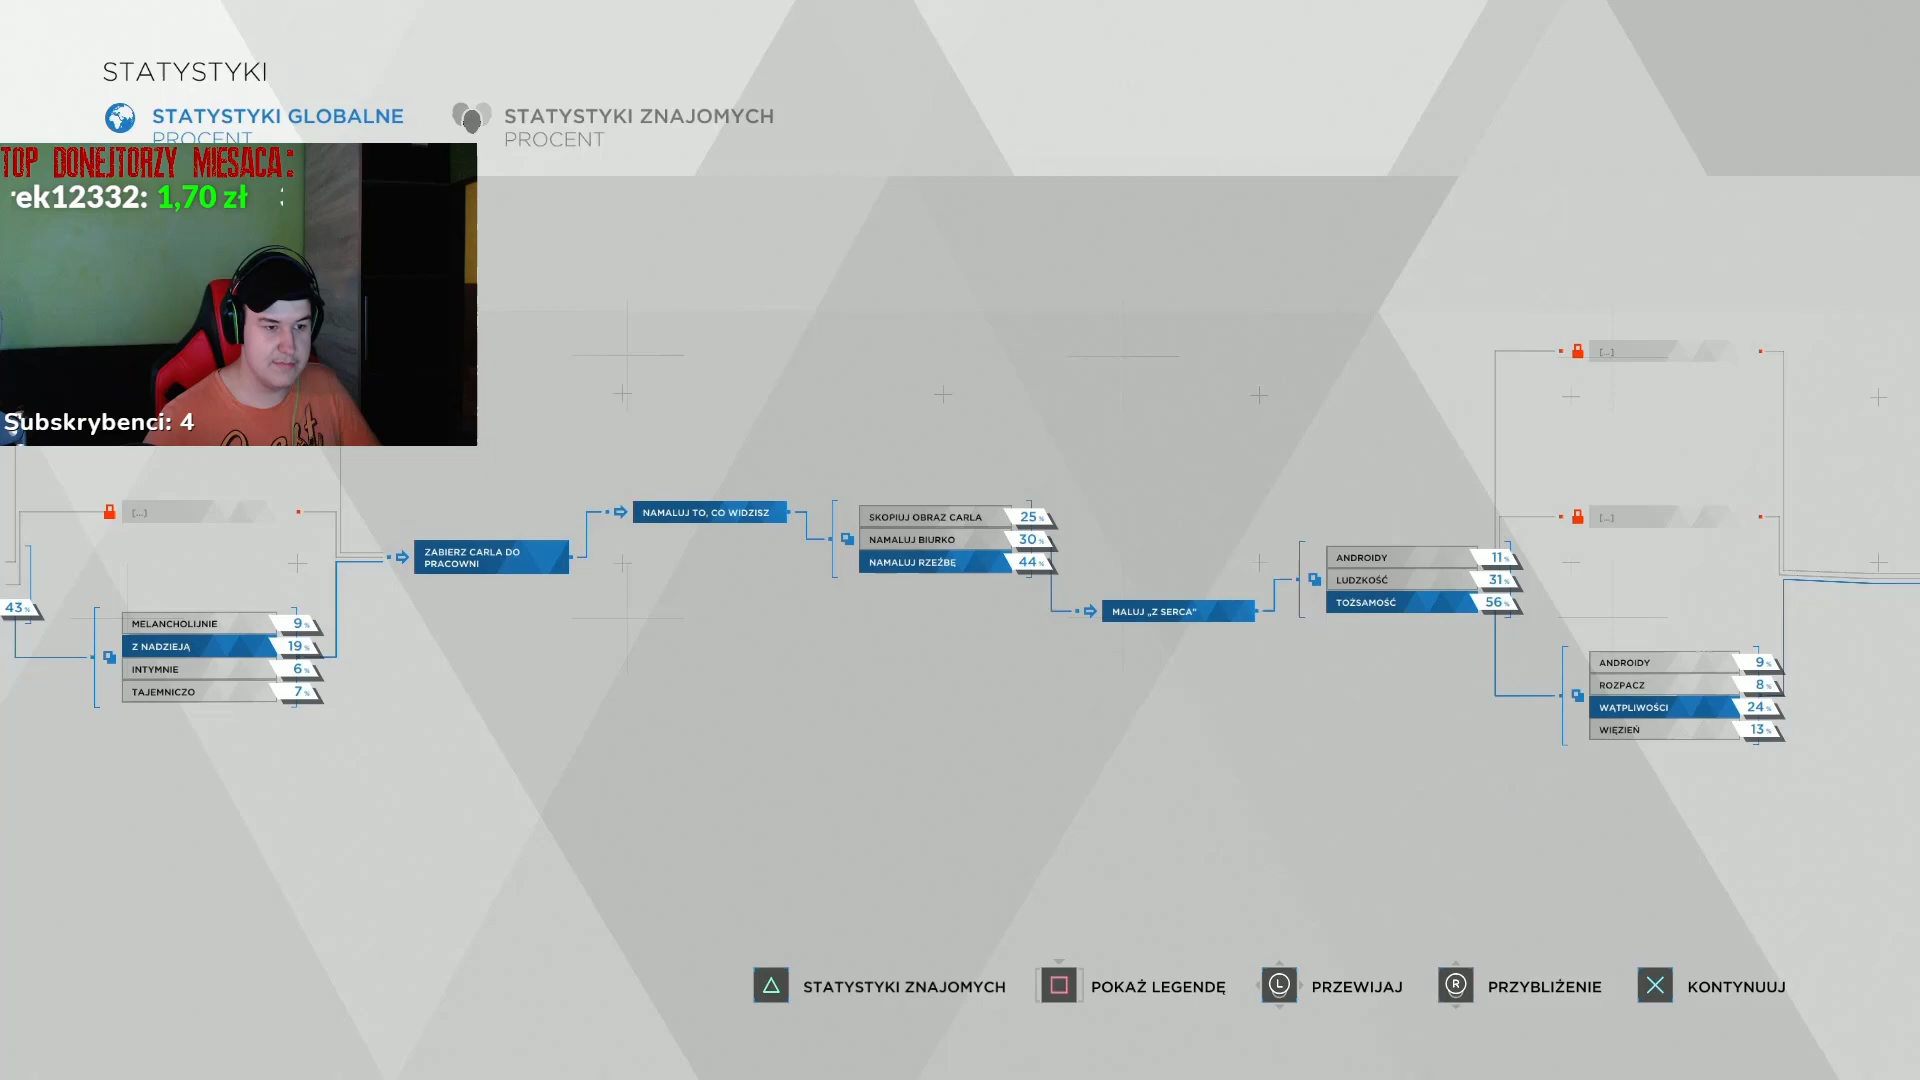 STATYSTYKI
STATYSTYKI GLOBALNE
PROCENT
STATYSTYKI ZNAJOMYCH
PROCENT
TOP DONEJTORZY MIESACA:
ek12332: 1,70 zł
Subskrybenci: 4
[...]
43%
MELANCHOLIJNIE 9%
Z NADZIEJĄ 19%
INTYMNIE 6%
TAJEMNICZO 7%
ZABIERZ CARLA DO
PRACOWNI
NAMALUJ TO, CO WIDZISZ
SKOPIUJ OBRAZ CARLA 25%
NAMALUJ BIURKO 30%
NAMALUJ RZEŹBĘ 44%
MALUJ „Z SERCA"
ANDROIDY 11%
LUDZKOŚĆ 31%
TOŻSAMOŚĆ 56%
[...]
[...]
ANDROIDY 9%
ROZPACZ 8%
WĄTPLIWOŚCI 24%
WIĘZIEŃ 13%
STATYSTYKI ZNAJOMYCH
POKAŻ LEGENDĘ
L PRZEWIJAJ
R PRZYBLIŻENIE
KONTYNUUJ